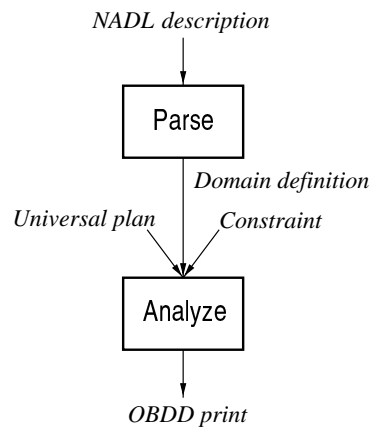 NADL description
Parse
Domain definition
Universal plan
Constraint
Analyze
OBDD print